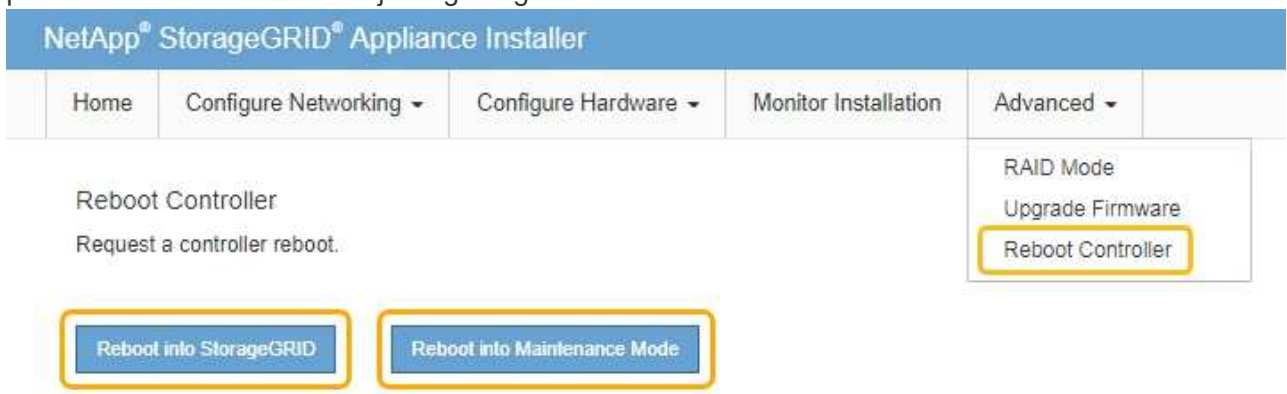 NetApp® StorageGRID® Appliance Installer
Home Configure Networking Configure Hardware Monitor Installation Advanced
RAID Mode
Upgrade Firmware
Reboot Controller
Reboot Controller
Request a controller reboot.
Reboot into StorageGRID Reboot into Maintenance Mode